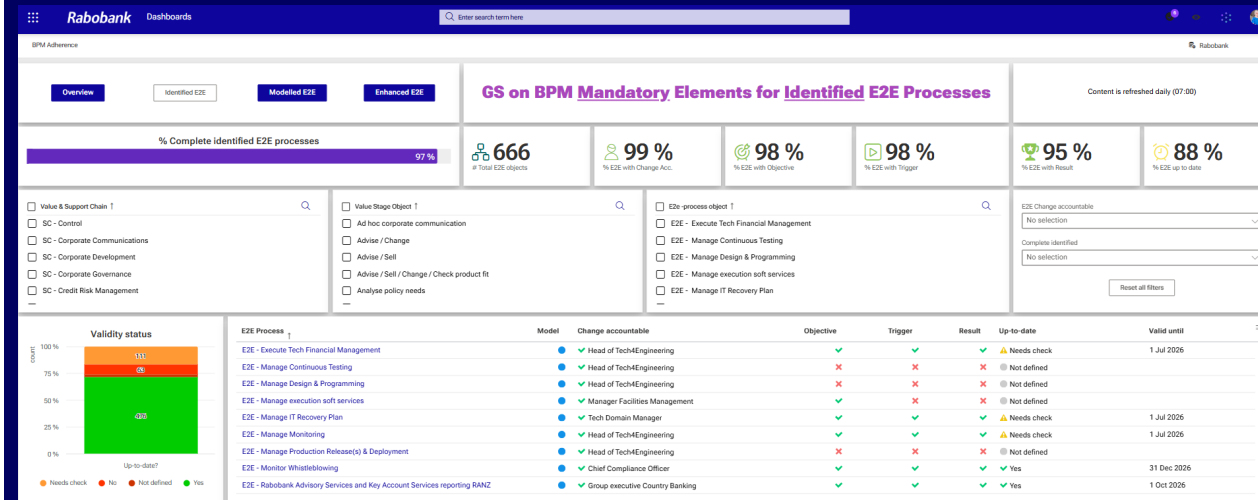 Rabobank Dashboards
Enter search term here
BPM Adherence
Rabobank
Overview
Identified E2E
Modelled E2E
Enhanced E2E
GS on BPM Mandatory Elements for Identified E2E Processes
Content is refreshed daily (07:00)
% Complete identified E2E processes
97 %
666
# Total E2E objects
99 %
% E2E with Change Acc.
98 %
% E2E with Objective
98 %
% E2E with Trigger
95 %
% E2E with Result
88 %
% E2E up to date
Value & Support Chain ↑
SC - Control
SC - Corporate Communications
SC - Corporate Development
SC - Corporate Governance
SC - Credit Risk Management
Value Stage Object ↑
Ad hoc corporate communication
Advise / Change
Advise / Sell
Advise / Sell / Change / Check product fit
Analyse policy needs
E2e -process object ↑
E2E - Execute Tech Financial Management
E2E - Manage Continuous Testing
E2E - Manage Design & Programming
E2E - Manage execution soft services
E2E - Manage IT Recovery Plan
E2E Change accountable
No selection
Complete identified
No selection
Reset all filters
Validity status
count
100 %
75 %
50 %
25 %
0 %
111
63
Up-to-date?
Needs check No Not defined Yes
E2E Process ↑ Model Change accountable Objective Trigger Result Up-to-date Valid until
E2E - Execute Tech Financial Management Head of Tech4Engineering Needs check 1 Jul 2026
E2E - Manage Continuous Testing Head of Tech4Engineering Not defined
E2E - Manage Design & Programming Head of Tech4Engineering Not defined
E2E - Manage execution soft services Manager Facilities Management Not defined
E2E - Manage IT Recovery Plan Tech Domain Manager Needs check 1 Jul 2026
E2E - Manage Monitoring Head of Tech4Engineering Needs check 1 Jul 2026
E2E - Manage Production Release(s) & Deployment Head of Tech4Engineering Not defined
E2E - Monitor Whistleblowing Chief Compliance Officer Yes 31 Dec 2026
E2E - Rabobank Advisory Services and Key Account Services reporting RANZ Group executive Country Banking Yes 1 Oct 2026